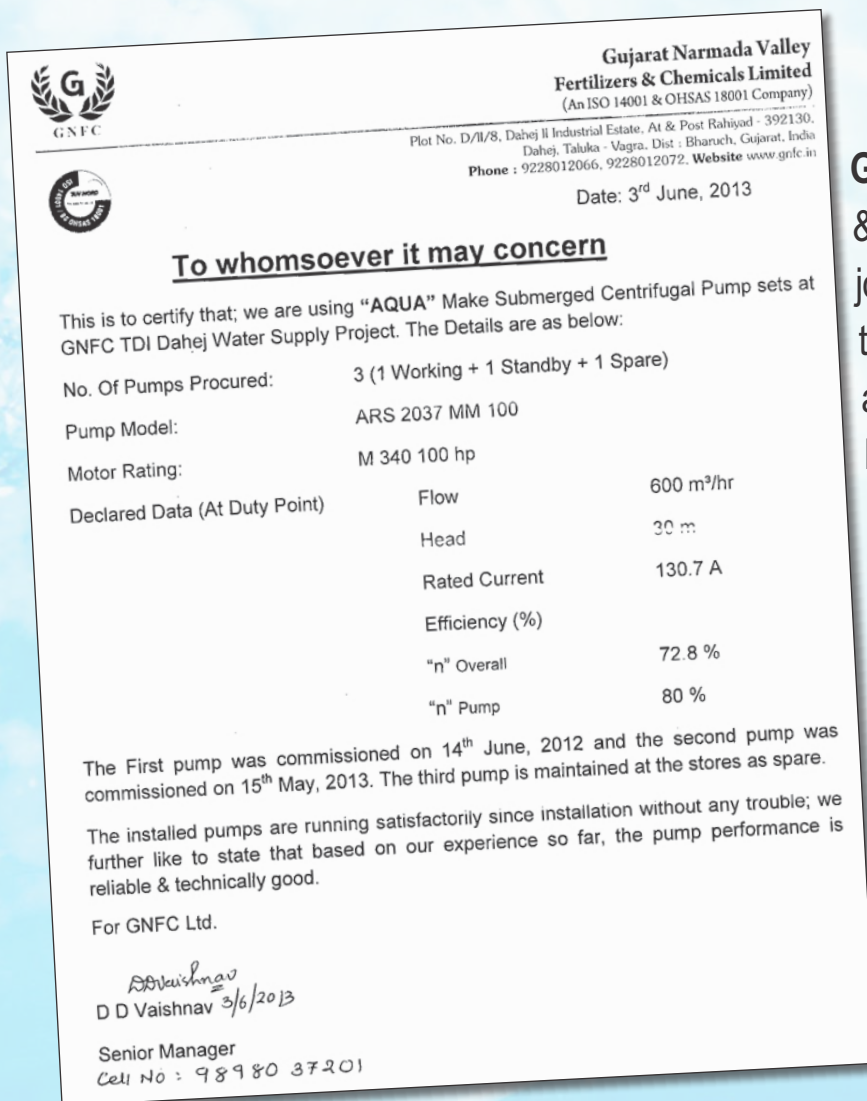 G
GNFC
Gujarat Narmada Valley
Fertilizers & Chemicals Limited
(An ISO 14001 & OHSAS 18001 Company)
Plot No. D/II/8, Dahej II Industrial Estate, At & Post Rahiyad - 392130,
Dahej, Taluka - Vagra, Dist : Bharuch, Gujarat, India
Phone : 9228012066, 9228012072, Website www.gnfc.in
Date: 3rd June, 2013
To whomsoever it may concern
This is to certify that; we are using “AQUA” Make Submerged Centrifugal Pump sets at
GNFC TDI Dahej Water Supply Project. The Details are as below:
No. Of Pumps Procured: 3 (1 Working + 1 Standby + 1 Spare)
Pump Model: ARS 2037 MM 100
Motor Rating: M 340 100 hp
Declared Data (At Duty Point) Flow 600 m³/hr
Head 30 m
Rated Current 130.7 A
Efficiency (%)
“n” Overall 72.8 %
“n” Pump 80 %
The First pump was commissioned on 14th June, 2012 and the second pump was
commissioned on 15th May, 2013. The third pump is maintained at the stores as spare.
The installed pumps are running satisfactorily since installation without any trouble; we
further like to state that based on our experience so far, the pump performance is
reliable & technically good.
For GNFC Ltd.
DDVaishnav
D D Vaishnav 3/6/2013
Senior Manager
Cell No : 98980 37201
G
&